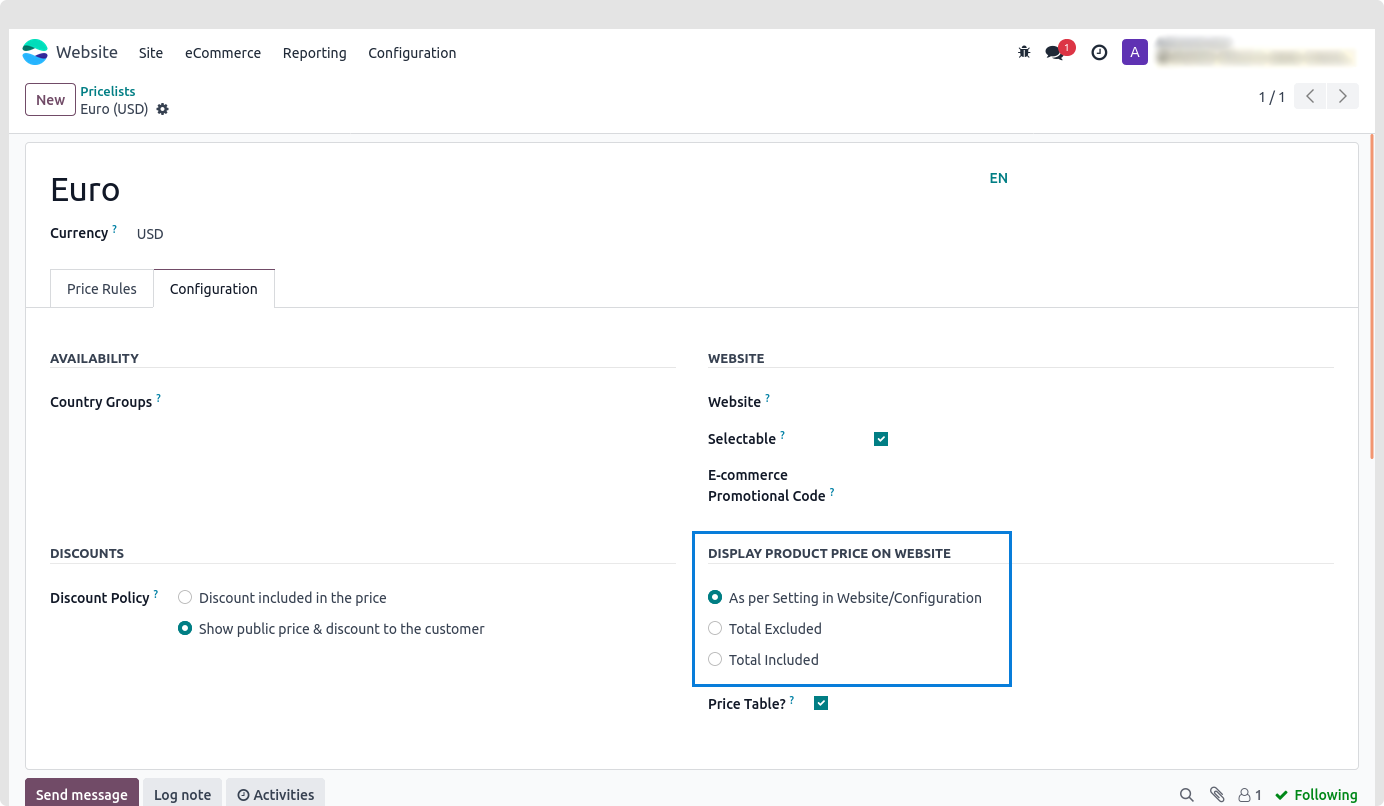 Website Site eCommerce Reporting Configuration 1 A
New Pricelists
Euro (USD) 1 / 1
Euro EN
Currency ? USD
Price Rules Configuration
AVAILABILITY
Country Groups ?
WEBSITE
Website ?
Selectable ?
E-commerce
Promotional Code ?
DISCOUNTS
Discount Policy ? Discount included in the price
Show public price & discount to the customer
DISPLAY PRODUCT PRICE ON WEBSITE
As per Setting in Website/Configuration
Total Excluded
Total Included
Price Table? ?
Send message Log note Activities 1 Following